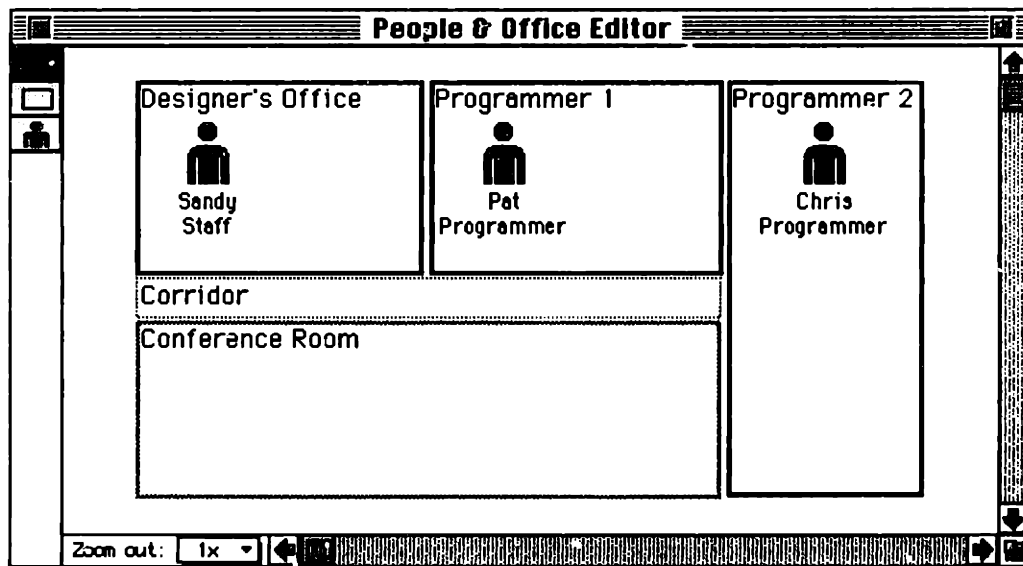 People & Office Editor
Designer's Office
Programmer 1
Programmer 2
Sandy
Staff
Pat
Programmer
Chris
Programmer
Corridor
Conference Room
Zoom out: 1x